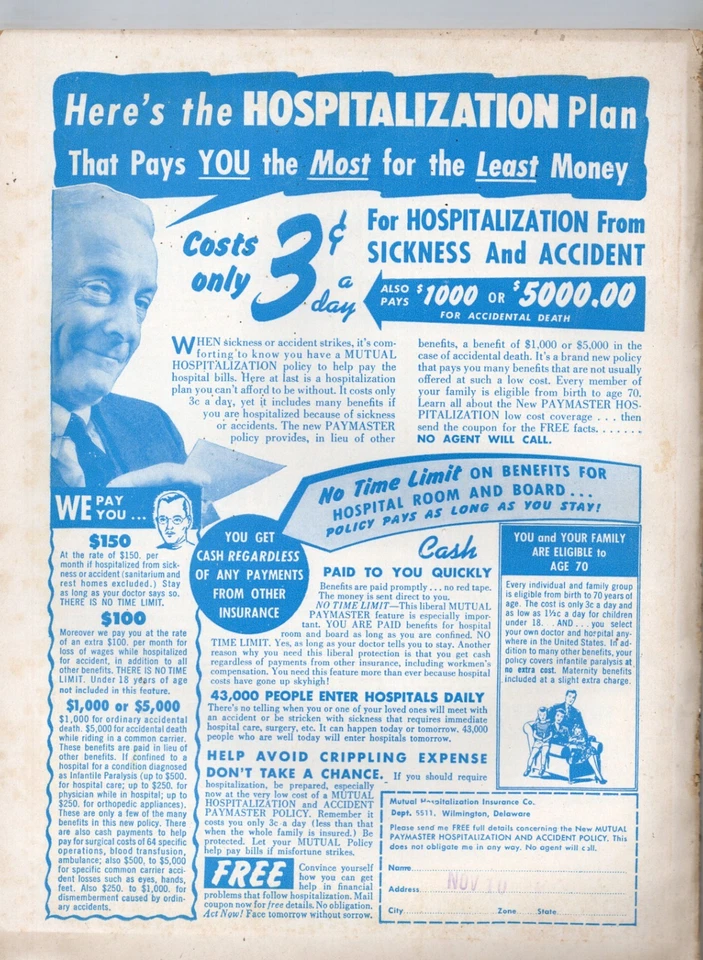 Here's the HOSPITALIZATION Plan
That Pays YOU the Most for the Least Money
Costs
only
3¢
a
day
For HOSPITALIZATION From
SICKNESS And ACCIDENT
ALSO
PAYS $1000 OR $5000.00
FOR ACCIDENTAL DEATH
WHEN sickness or accident strikes, it's com-
forting to know you have a MUTUAL
HOSPITALIZATION policy to help pay the
hospital bills. Here at last is a hospitalization
plan you can't afford to be without. It costs only
3c a day, yet it includes many benefits if
you are hospitalized because of sickness
or accidents. The new PAYMASTER
policy provides, in lieu of other
benefits, a benefit of $1,000 or $5,000 in the
case of accidental death. It's a brand new policy
that pays you many benefits that are not usually
offered at such a low cost. Every member of
your family is eligible from birth to age 70.
Learn all about the New PAYMASTER HOS-
PITALIZATION low cost coverage . . . then
send the coupon for the FREE facts. . . . . . .
NO AGENT WILL CALL.
No Time Limit ON BENEFITS FOR
HOSPITAL ROOM AND BOARD...
POLICY PAYS AS LONG AS YOU STAY!
WE PAY
YOU ...
$150
At the rate of $150. per
month if hospitalized from sick-
ness or accident (sanitarium and
rest homes excluded.) Stay
as long as your doctor says so.
THERE IS NO TIME LIMIT.
$100
Moreover we pay you at the rate
of an extra $100. per month for
loss of wages while hospitalized
for accident, in addition to all
other benefits. THERE IS NO TIME
LIMIT. Under 18 years of age
not included in this feature.
$1,000 or $5,000
$1,000 for ordinary accidental
death. $5,000 for accidental death
while riding in a common carrier.
These benefits are paid in lieu of
other benefits. If confined to a
hospital for a condition diagnosed
as Infantile Paralysis (up to $500.
for hospital care; up to $250. for
physician while in hospital; up to
$250. for orthopedic appliances).
These are only a few of the many
benefits in this new policy. There
are also cash payments to help
pay for surgical costs of 64 specific
operations, blood transfusion,
ambulance; also $500, to $5,000
for specific common carrier acci-
dent losses such as eyes, hands,
feet. Also $250. to $1,000. for
dismemberment caused by ordin-
ary accidents.
YOU GET
CASH REGARDLESS
OF ANY PAYMENTS
FROM OTHER
INSURANCE
Cash
PAID TO YOU QUICKLY
Benefits are paid promptly . . . no red tape.
The money is sent direct to you.
NO TIME LIMIT—This liberal MUTUAL
PAYMASTER feature is especially impor-
tant. YOU ARE PAID benefits for hospital
room and board as long as you are confined. NO
TIME LIMIT. Yes, as long as your doctor tells you to stay. Another
reason why you need this liberal protection is that you get cash
regardless of payments from other insurance, including workmen's
compensation. You need this feature more than ever because hospital
costs have gone up skyhigh!
43,000 PEOPLE ENTER HOSPITALS DAILY
There's no telling when you or one of your loved ones will meet with
an accident or be stricken with sickness that requires immediate
hospital care, surgery, etc. It can happen today or tomorrow. 43,000
people who are well today will enter hospitals tomorrow.
HELP AVOID CRIPPLING EXPENSE
DON'T TAKE A CHANCE. If you should require
hospitalization, be prepared, especially
now at the very low cost of a MUTUAL
HOSPITALIZATION and ACCIDENT
PAYMASTER POLICY. Remember it
costs you only 3c a day (less than that
when the whole family is insured.) Be
protected. Let your MUTUAL Policy
help pay bills if misfortune strikes.
FREE Convince yourself
how you can get
help in financial
problems that follow hospitalization. Mail
coupon now for free details. No obligation.
Act Now! Face tomorrow without sorrow.
YOU and YOUR FAMILY
ARE ELIGIBLE to
AGE 70
Every individual and family group
is eligible from birth to 70 years of
age. The cost is only 3c a day and
as low as 1½c a day for children
under 18. . . AND . . . you select
your own doctor and hospital any-
where in the United States. In ad-
dition to many other benefits, your
policy covers infantile paralysis at
no extra cost. Maternity benefits
included at a slight extra charge.
Mutual Hospitalization Insurance Co.
Dept. 5511, Wilmington, Delaware
Please send me FREE full details concerning the New MUTUAL
PAYMASTER HOSPITALIZATION AND ACCIDENT POLICY. This
does not obligate me in any way. No agent will call.
Name
Address
NOV 10
City Zone State